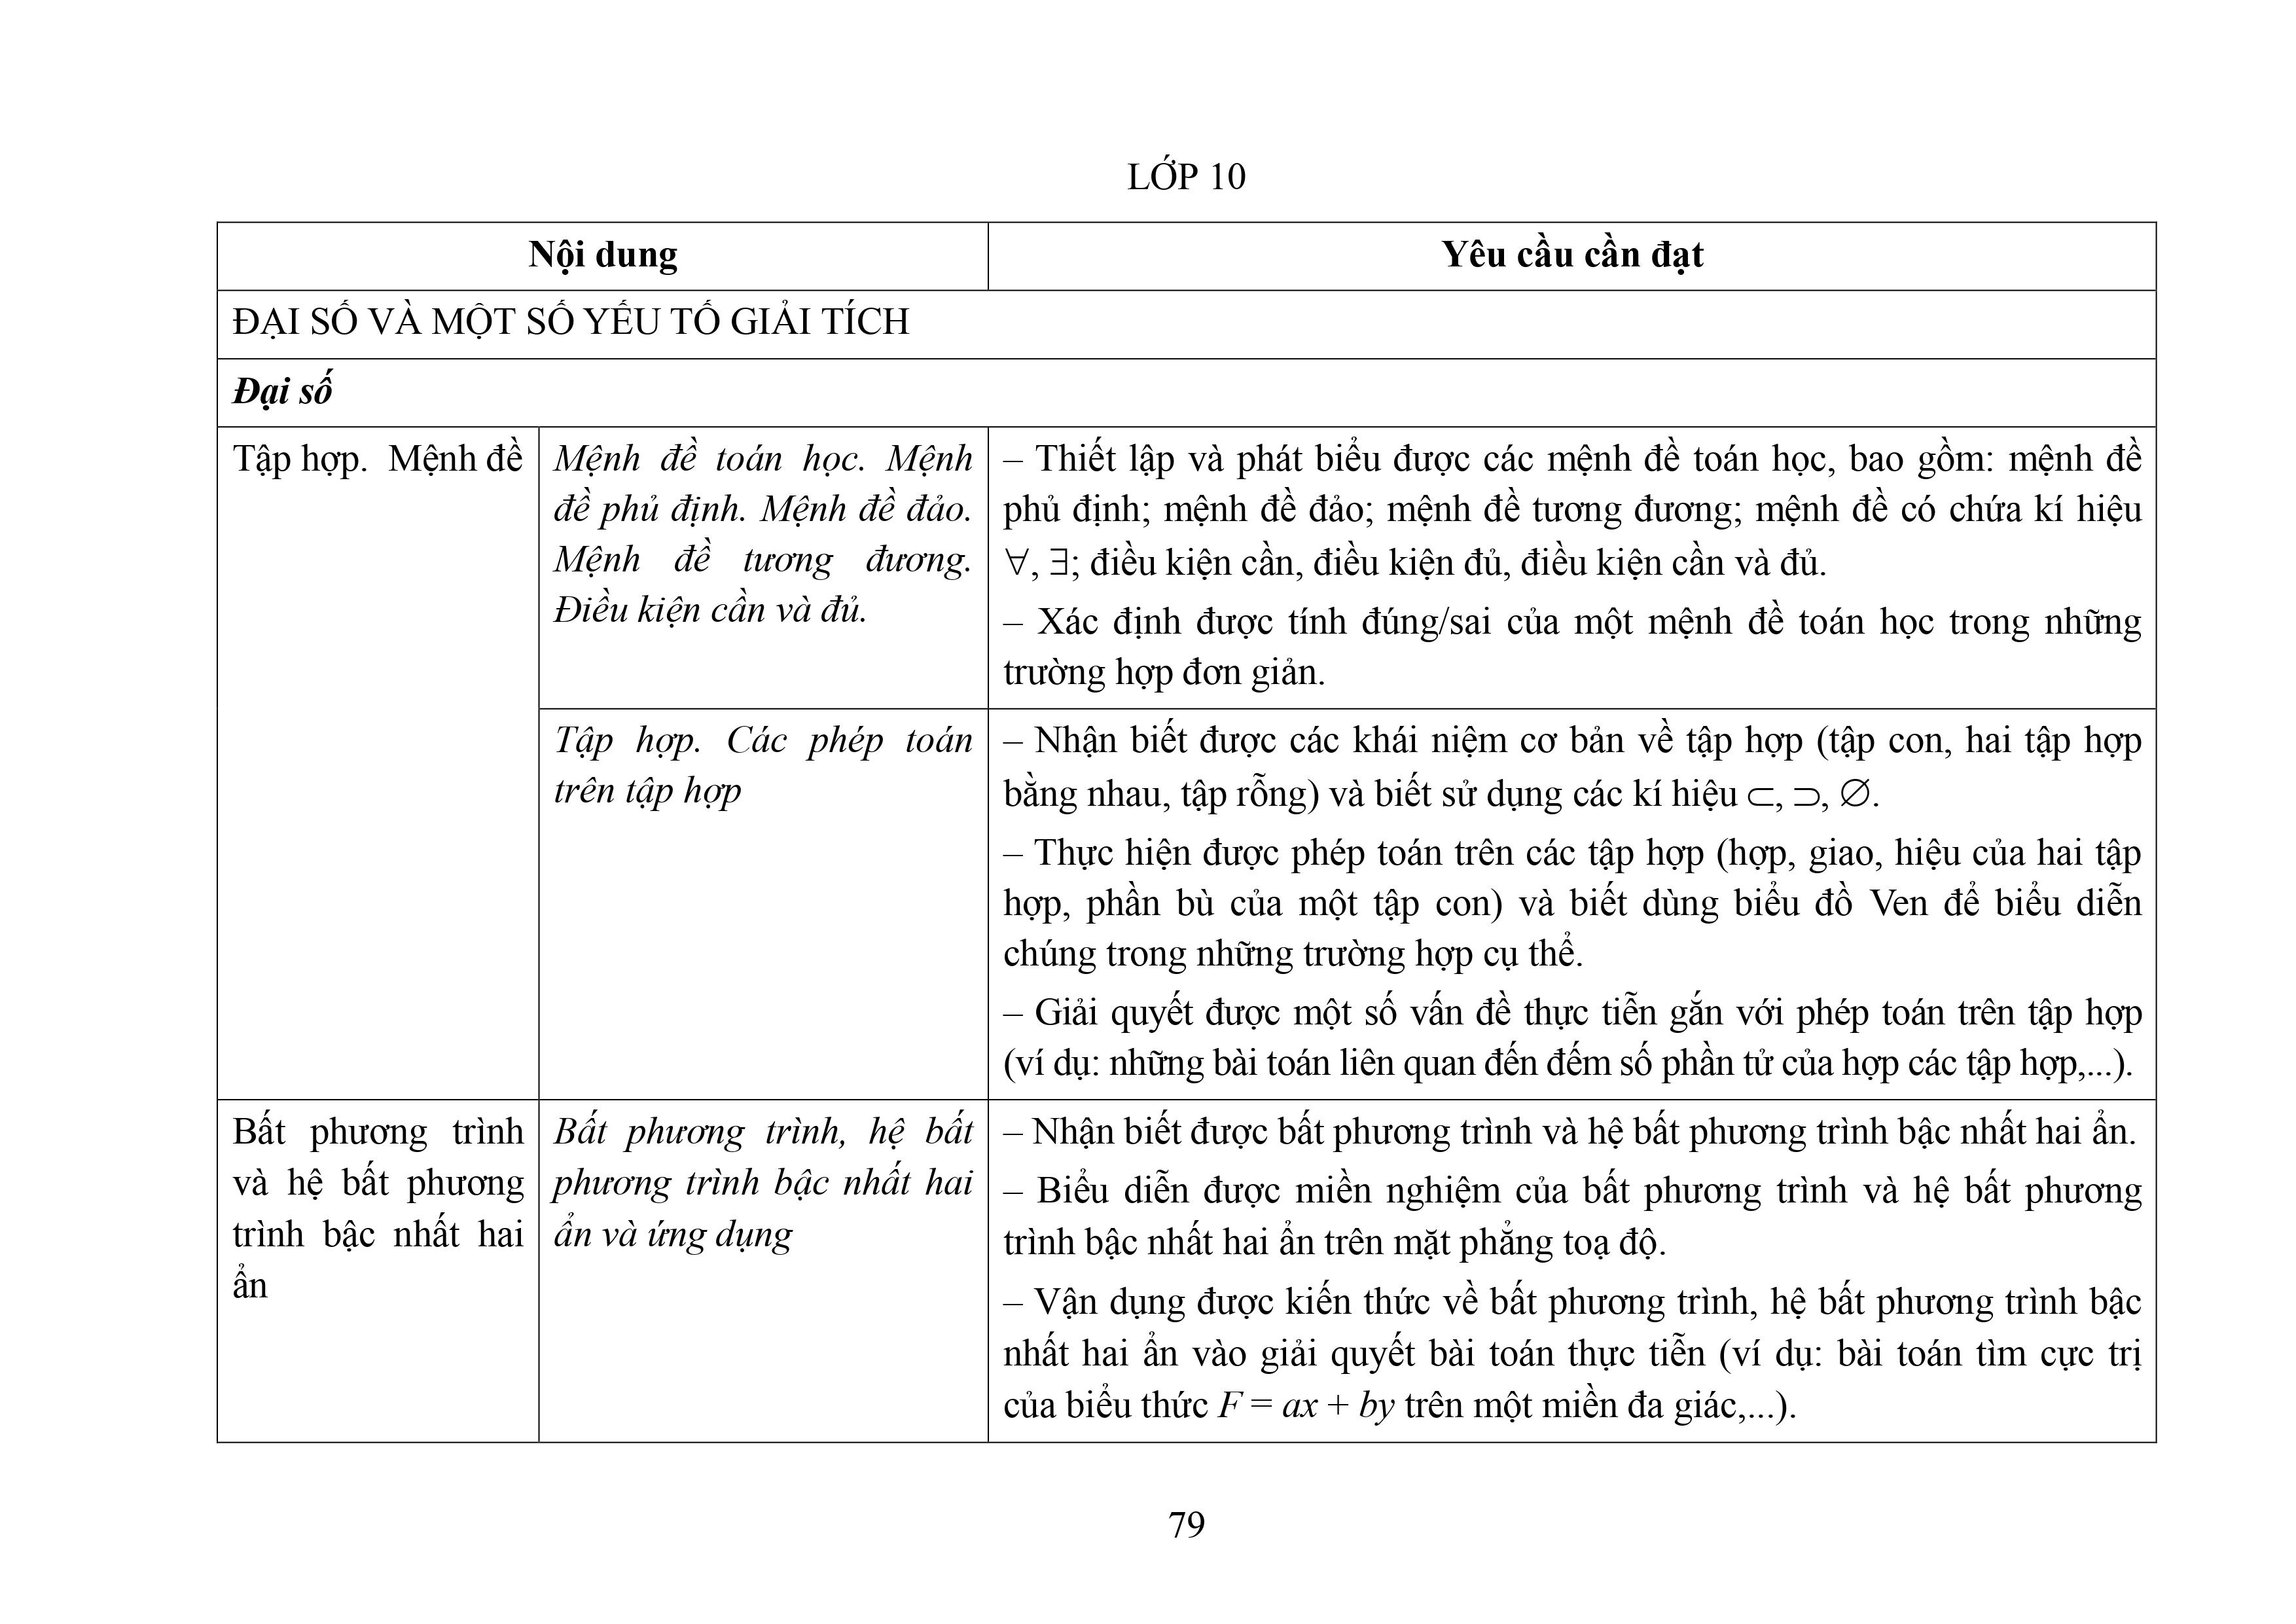 LỚP 10
Nội dung
Yêu cầu cần đạt
ĐẠI SỐ VÀ MỘT SỐ YẾU TỐ GIẢI TÍCH
Đại số
Tập hợp. Mệnh đề
Mệnh đề toán học. Mệnh
đề phủ định. Mệnh đề đảo.
Mệnh đề tương đương.
Điều kiện cần và đủ.
– Thiết lập và phát biểu được các mệnh đề toán học, bao gồm: mệnh đề
phủ định; mệnh đề đảo; mệnh đề tương đương; mệnh đề có chứa kí hiệu
∀, ∃; điều kiện cần, điều kiện đủ, điều kiện cần và đủ.
– Xác định được tính đúng/sai của một mệnh đề toán học trong những
trường hợp đơn giản.
Tập hợp. Các phép toán
trên tập hợp
– Nhận biết được các khái niệm cơ bản về tập hợp (tập con, hai tập hợp
bằng nhau, tập rỗng) và biết sử dụng các kí hiệu ⊂, ⊃, ∅.
– Thực hiện được phép toán trên các tập hợp (hợp, giao, hiệu của hai tập
hợp, phần bù của một tập con) và biết dùng biểu đồ Ven để biểu diễn
chúng trong những trường hợp cụ thể.
– Giải quyết được một số vấn đề thực tiễn gắn với phép toán trên tập hợp
(ví dụ: những bài toán liên quan đến đếm số phần tử của hợp các tập hợp,...).
Bất phương trình
và hệ bất phương
trình bậc nhất hai
ẩn
Bất phương trình, hệ bất
phương trình bậc nhất hai
ẩn và ứng dụng
– Nhận biết được bất phương trình và hệ bất phương trình bậc nhất hai ẩn.
– Biểu diễn được miền nghiệm của bất phương trình và hệ bất phương
trình bậc nhất hai ẩn trên mặt phẳng toạ độ.
– Vận dụng được kiến thức về bất phương trình, hệ bất phương trình bậc
nhất hai ẩn vào giải quyết bài toán thực tiễn (ví dụ: bài toán tìm cực trị
của biểu thức F = ax + by trên một miền đa giác,...).
79